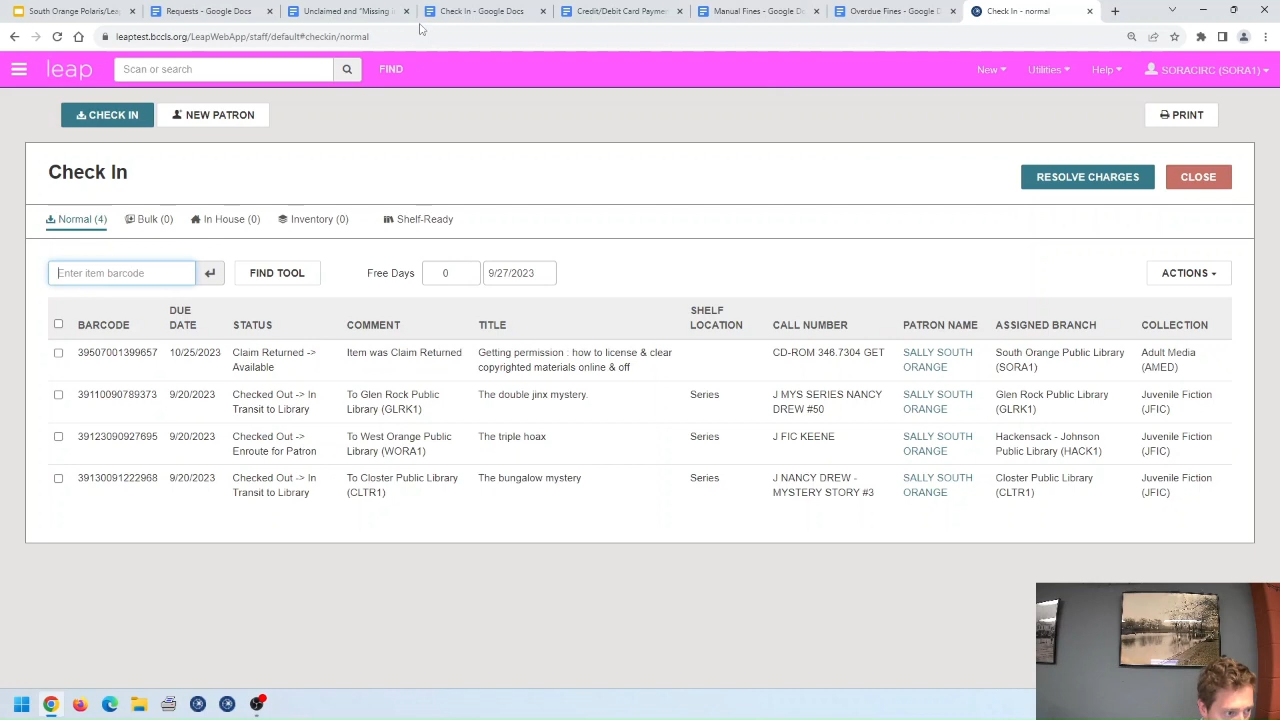 South Orange Polaris/Lea
Requests - Google Docs
Unclaimed and "Missing i
Check In - Google Docs
Credit/Debit Card Payme
Manual Fines - Google D
Overdue Fines - Google D
Check In - normal
leaptest.bccls.org/LeapWebApp/staff/default#checkin/normal
leap
Scan or search
FIND
New
Utilities
Help
SORACIRC (SORA1)
CHECK IN
NEW PATRON
PRINT
Check In
RESOLVE CHARGES
CLOSE
Normal (4)
Bulk (0)
In House (0)
Inventory (0)
Shelf-Ready
Enter item barcode
FIND TOOL
Free Days
0
9/27/2023
ACTIONS
BARCODE
DUE
DATE
STATUS
COMMENT
TITLE
SHELF
LOCATION
CALL NUMBER
PATRON NAME
ASSIGNED BRANCH
COLLECTION
39507001399657 10/25/2023 Claim Returned -> Item was Claim Returned Getting permission : how to license & clear CD-ROM 346.7304 GET SALLY SOUTH South Orange Public Library Adult Media
Available copyrighted materials online & off ORANGE (SORA1) (AMED)
39110090789373 9/20/2023 Checked Out -> In To Glen Rock Public The double jinx mystery. Series J MYS SERIES NANCY SALLY SOUTH Glen Rock Public Library Juvenile Fiction
Transit to Library Library (GLRK1) DREW #50 ORANGE (GLRK1) (JFIC)
39123090927695 9/20/2023 Checked Out -> To West Orange Public The triple hoax Series J FIC KEENE SALLY SOUTH Hackensack - Johnson Juvenile Fiction
Enroute for Patron Library (WORA1) ORANGE Public Library (HACK1) (JFIC)
39130091222968 9/20/2023 Checked Out -> In To Closter Public Library The bungalow mystery Series J NANCY DREW - SALLY SOUTH Closter Public Library Juvenile Fiction
Transit to Library (CLTR1) MYSTERY STORY #3 ORANGE (CLTR1) (JFIC)